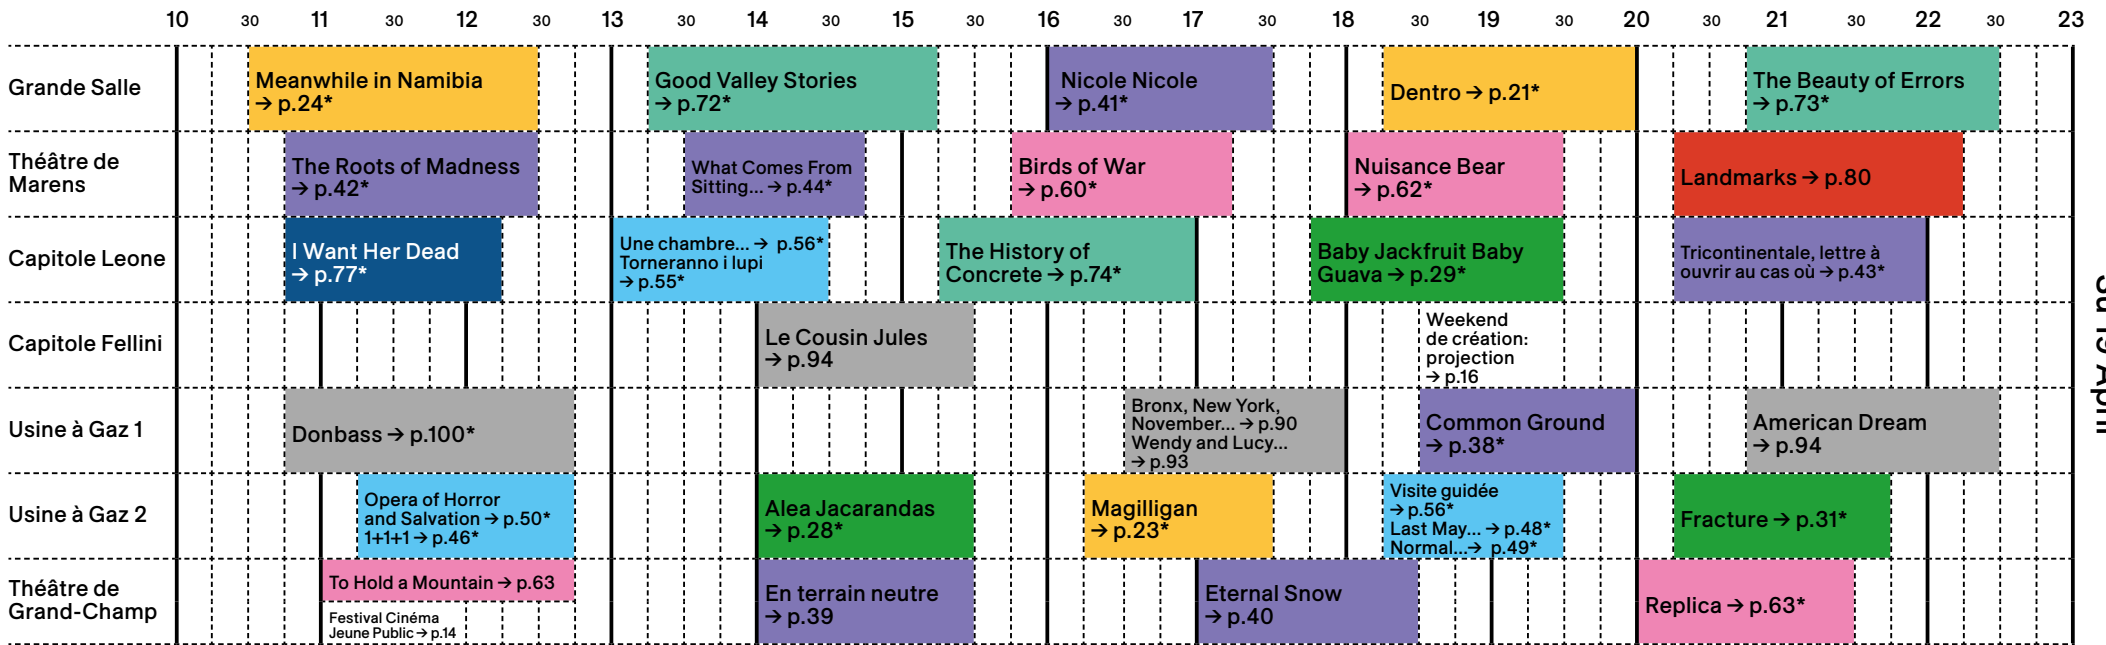 10 30 11 30 12 30 13 30 14 30 15 30 16 30 17 30 18 30 19 30 20 30 21 30 22 30 23
Grande Salle
Meanwhile in Namibia
→ p.24*
Good Valley Stories
→ p.72*
Nicole Nicole
→ p.41*
Dentro → p.21*
The Beauty of Errors
→ p.73*
Théâtre de
Marens
The Roots of Madness
→ p.42*
What Comes From
Sitting... → p.44*
Birds of War
→ p.60*
Nuisance Bear
→ p.62*
Landmarks → p.80
Capitole Leone
I Want Her Dead
→ p.77*
Une chambre... → p.56*
Torneranno i lupi
→ p.55*
The History of
Concrete → p.74*
Baby Jackfruit Baby
Guava → p.29*
Tricontinentale, lettre à
ouvrir au cas où → p.43*
Capitole Fellini
Le Cousin Jules
→ p.94
Weekend
de création:
projection
→ p.16
Usine à Gaz 1
Donbass → p.100*
Bronx, New York,
November... → p.90
Wendy and Lucy...
→ p.93
Common Ground
→ p.38*
American Dream
→ p.94
Usine à Gaz 2
Opera of Horror
and Salvation → p.50*
1+1+1 → p.46*
Alea Jacarandas
→ p.28*
Magilligan
→ p.23*
Visite guidée
→ p.56*
Last May... → p.48*
Normal...→ p.49*
Fracture → p.31*
Théâtre de
Grand-Champ
To Hold a Mountain → p.63
Festival Cinéma
Jeune Public → p.14
En terrain neutre
→ p.39
Eternal Snow
→ p.40
Replica → p.63*
19 April